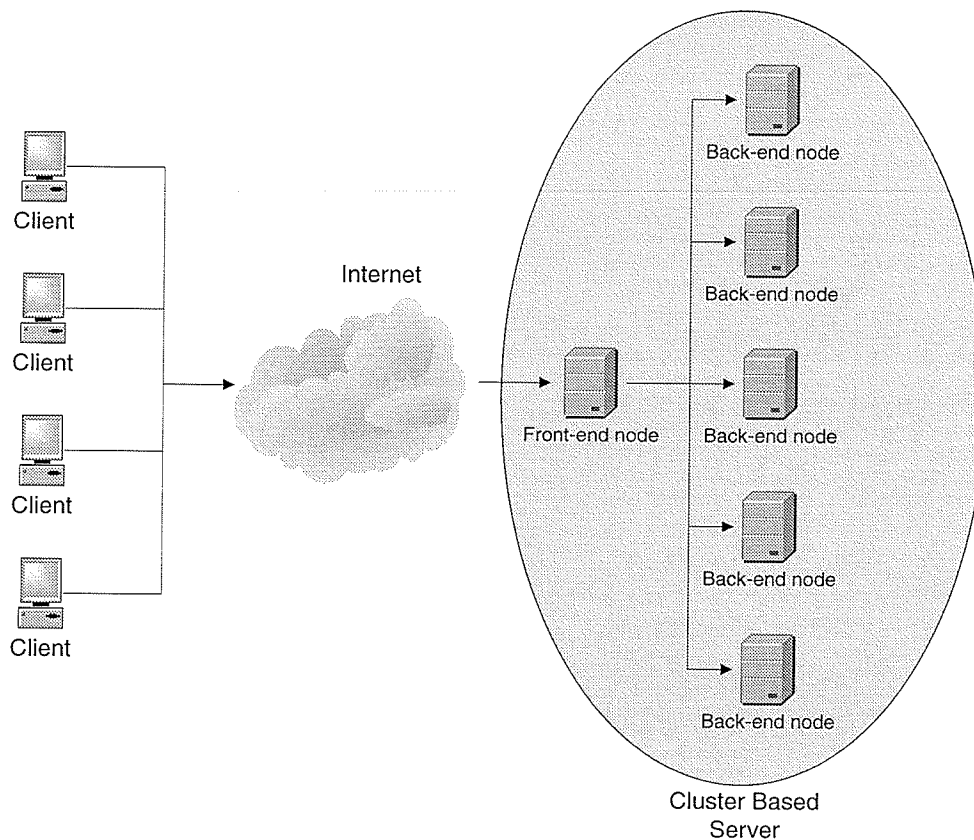 Client
Client
Client
Client
Internet
Front-end node
Back-end node
Back-end node
Back-end node
Back-end node
Back-end node
Cluster Based
Server